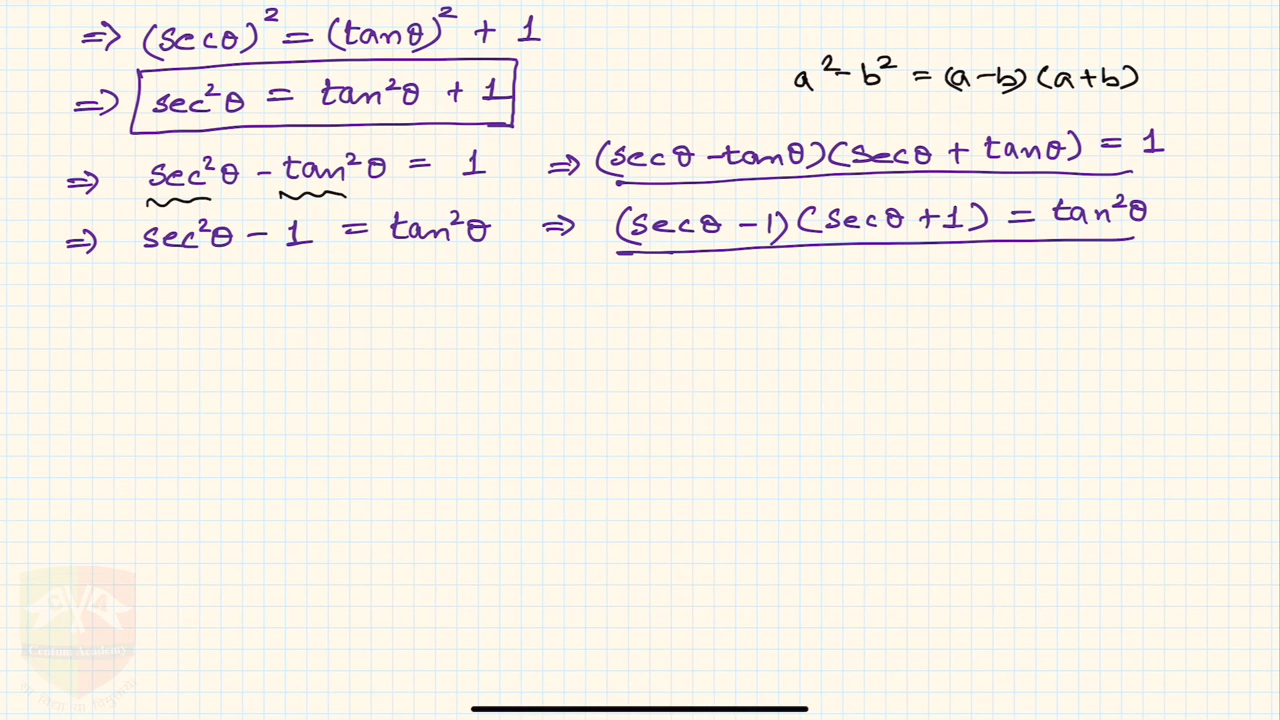 ⇒ (secθ)² = (tanθ)² + 1
⇒ sec²θ = tan²θ + 1
a² - b² = (a-b)(a+b)
⇒ sec²θ - tan²θ = 1 ⇒ (secθ - tanθ)(secθ + tanθ) = 1
⇒ sec²θ - 1 = tan²θ ⇒ (secθ - 1)(secθ + 1) = tan²θ
Academy